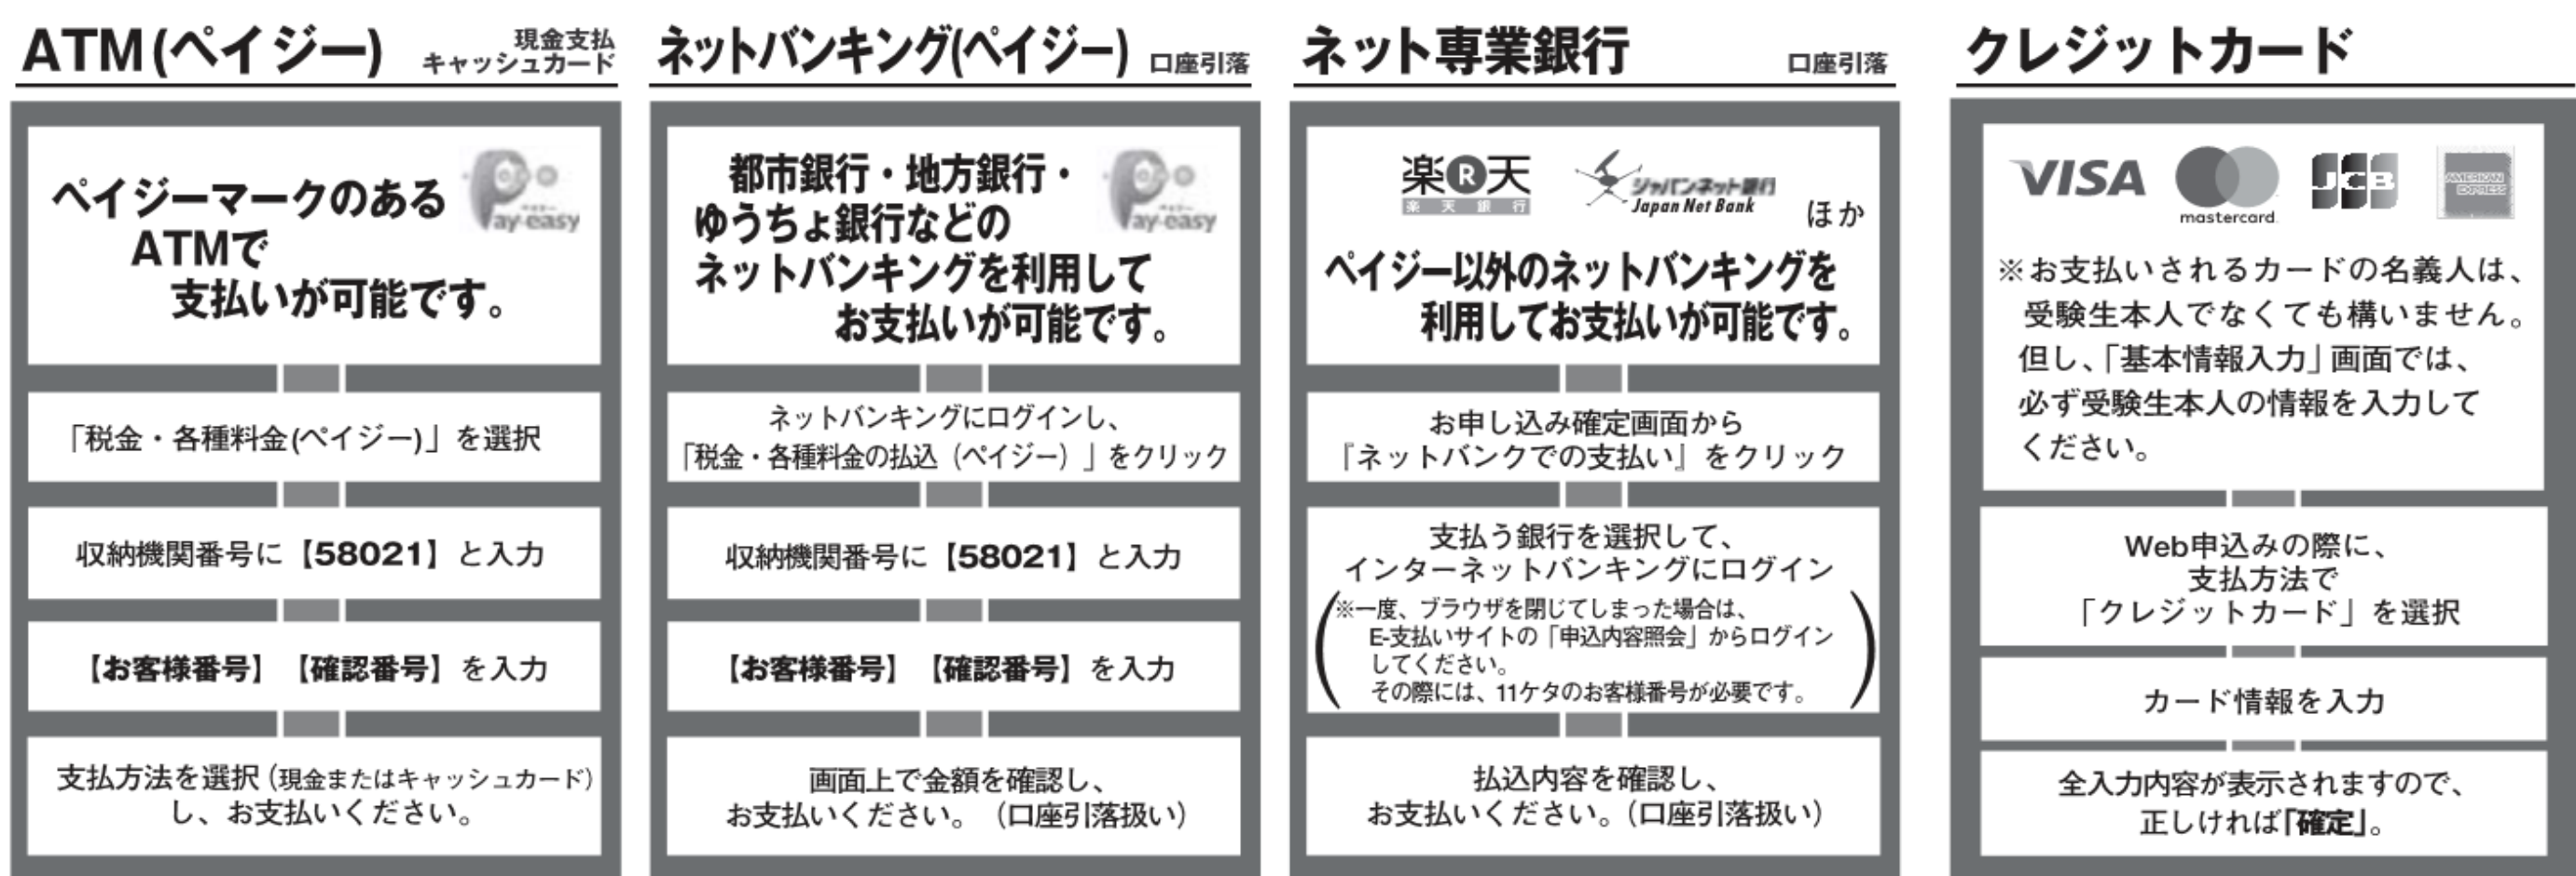 ATM(ペイジー)
現金支払
キャッシュカード
ペイジーマークのある
ATMで
支払いが可能です。
Pay-easy
「税金・各種料金(ペイジー)」を選択
収納機関番号に【58021】と入力
【お客様番号】【確認番号】を入力
支払方法を選択(現金またはキャッシュカード)
し、お支払いください。
ネットバンキング(ペイジー)
口座引落
都市銀行・地方銀行・
ゆうちょ銀行などの
ネットバンキングを利用して
お支払いが可能です。
Pay-easy
ネットバンキングにログインし、
「税金・各種料金の払込(ペイジー)」をクリック
収納機関番号に【58021】と入力
【お客様番号】【確認番号】を入力
画面上で金額を確認し、
お支払いください。(口座引落扱い)
ネット専業銀行
口座引落
楽R天
楽天銀行
ジャパンネット銀行
Japan Net Bank
ほか
ペイジー以外のネットバンキングを
利用してお支払いが可能です。
お申し込み確定画面から
『ネットバンクでの支払い』をクリック
支払う銀行を選択して、
インターネットバンキングにログイン
※一度、ブラウザを閉じてしまった場合は、
E-支払いサイトの「申込内容照会」からログイン
してください。
その際には、11ケタのお客様番号が必要です。
払込内容を確認し、
お支払いください。(口座引落扱い)
クレジットカード
VISA
mastercard.
JCB
AMERICAN
EXPRESS
※お支払いされるカードの名義人は、
受験生本人でなくても構いません。
但し、「基本情報入力」画面では、
必ず受験生本人の情報を入力して
ください。
Web申込みの際に、
支払方法で
「クレジットカード」を選択
カード情報を入力
全入力内容が表示されますので、
正しければ「確定」。